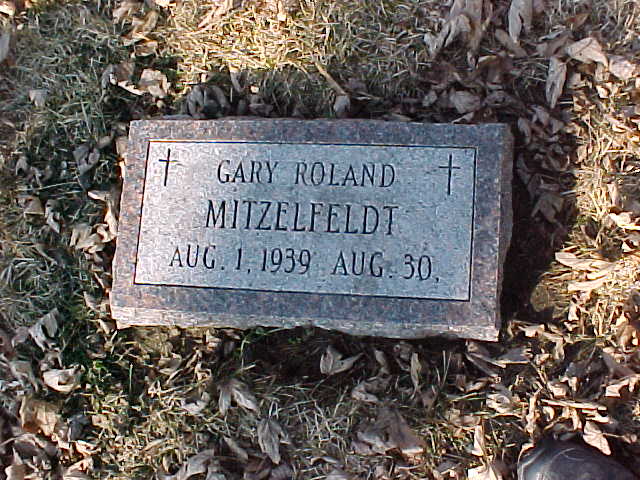 GARY ROLAND
MITZELFELDT
AUG. 1, 1939 AUG. 30,